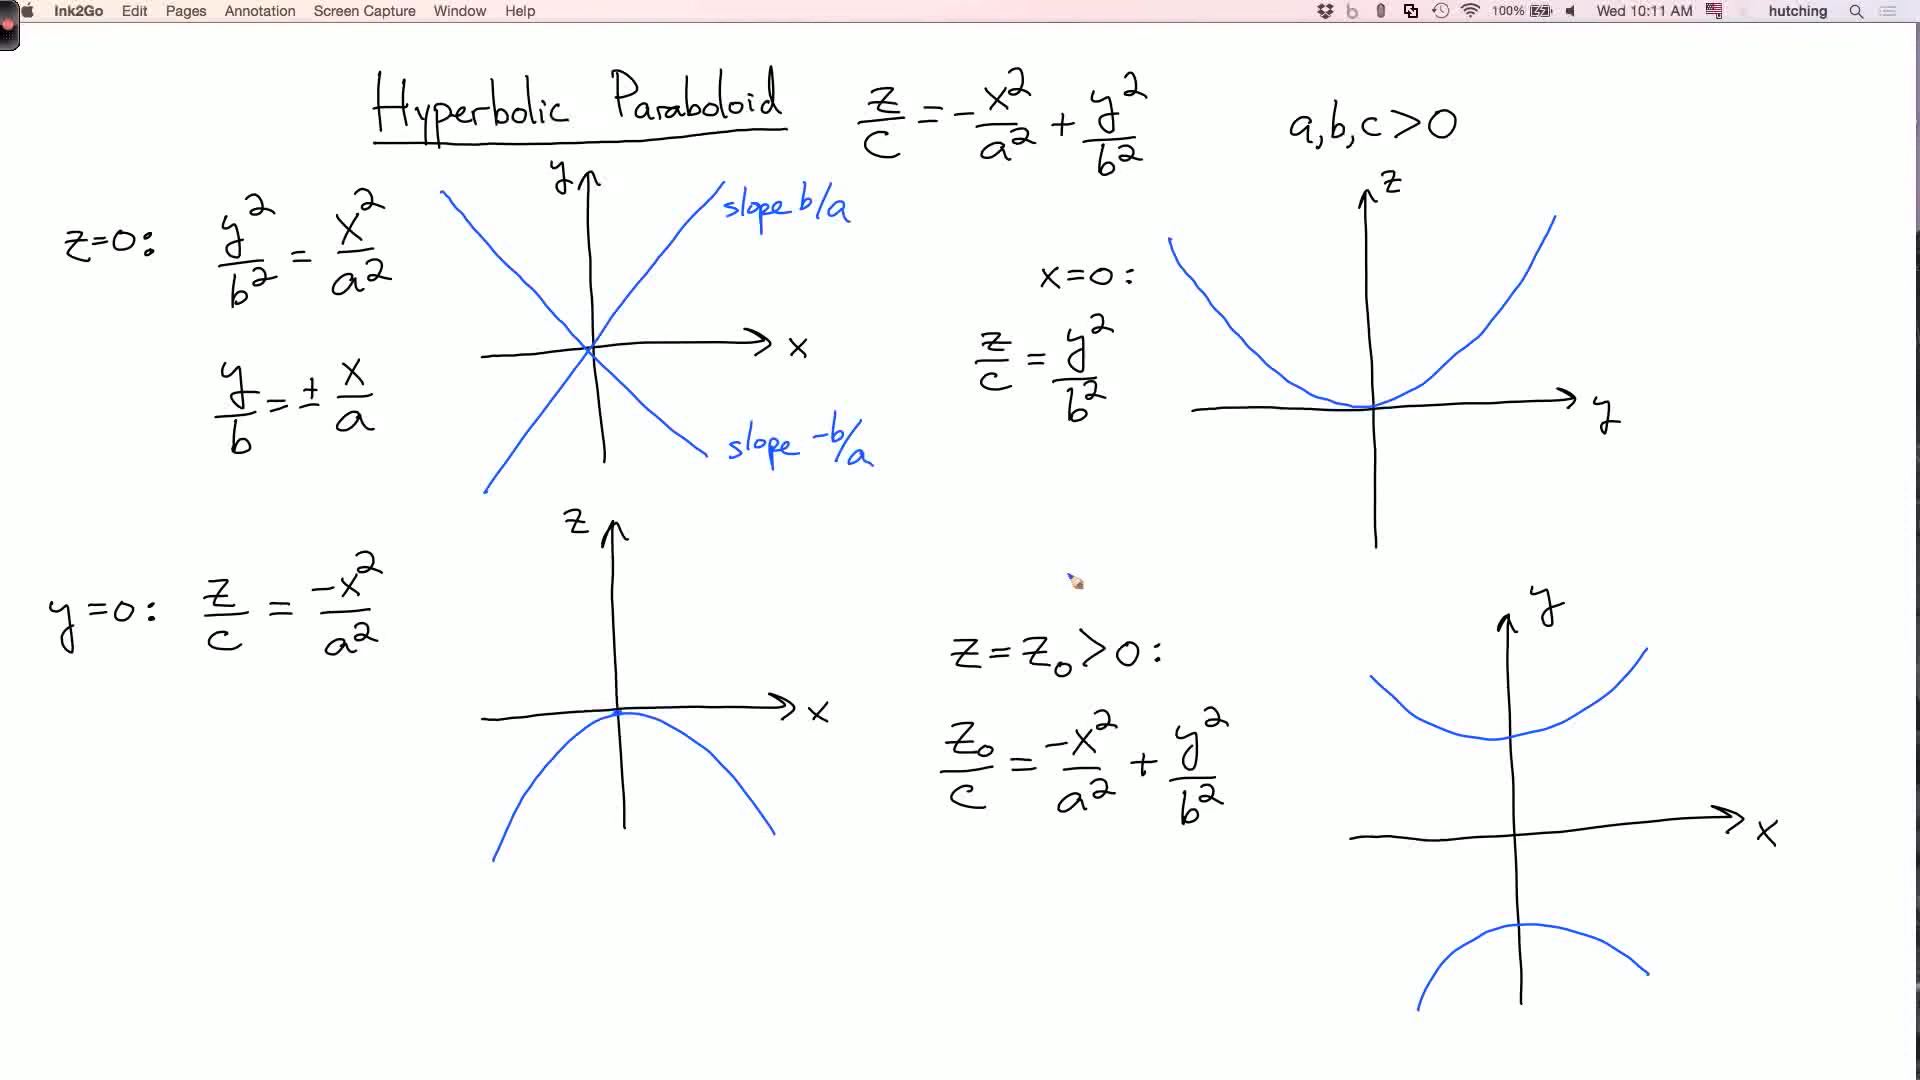 Ink2Go Edit Pages Annotation Screen Capture Window Help 100% Wed 10:11 AM hutching
Hyperbolic Paraboloid z/c = -x²/a² + y²/b² a,b,c>0
z=0: y²/b² = x²/a²
y/b = ± x/a
y
x
slope b/a
slope -b/a
x=0:
z/c = y²/b²
z
y
y=0: z/c = -x²/a²
z
x
z=z₀>0:
z₀/c = -x²/a² + y²/b²
y
x